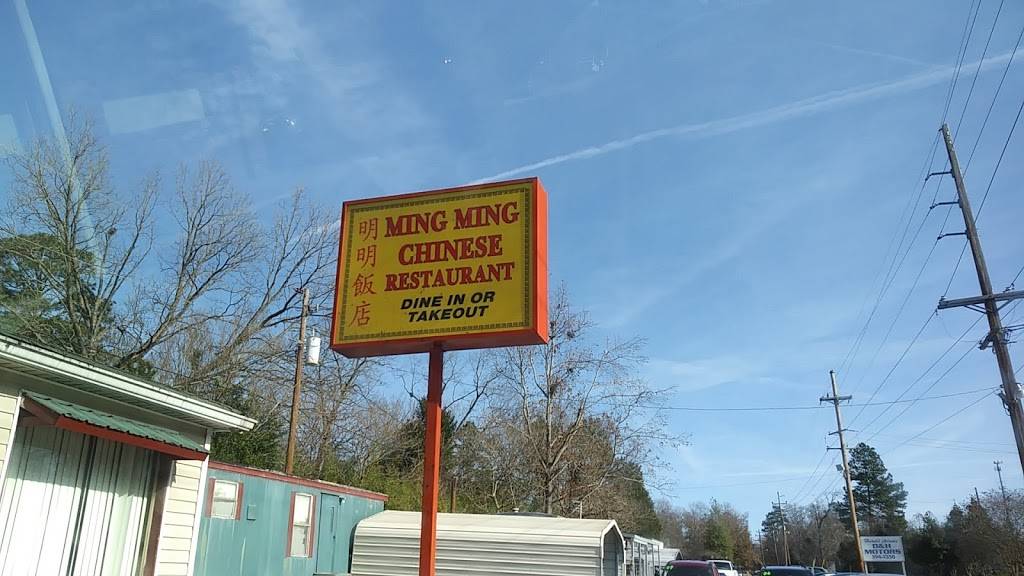 明明飯店
MING MING
CHINESE
RESTAURANT
DINE IN OR
TAKEOUT
D&H
MOTORS